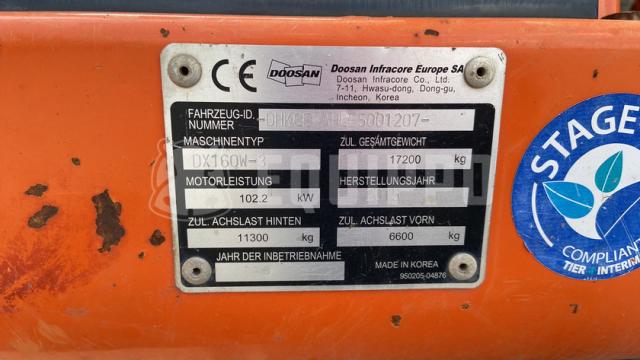 CE DOOSAN Doosan Infracore Europe SA
Doosan Infracore Co., Ltd.
7-11, Hwasu-dong, Dong-gu,
Incheon, Korea
FAHRZEUG-ID.
NUMMER
MASCHINENTYP ZUL. GESAMTGEWICHT
DX160W-3 17200 kg
MOTORLEISTUNG HERSTELLUNGSJAHR
102.2 kW
ZUL. ACHSLAST HINTEN ZUL. ACHSLAST VORN
11300 kg 6600 kg
JAHR DER INBETRIEBNAHME MADE IN KOREA
950205-04876
STAGE
COMPLIANT
TIER 4 INTERIM